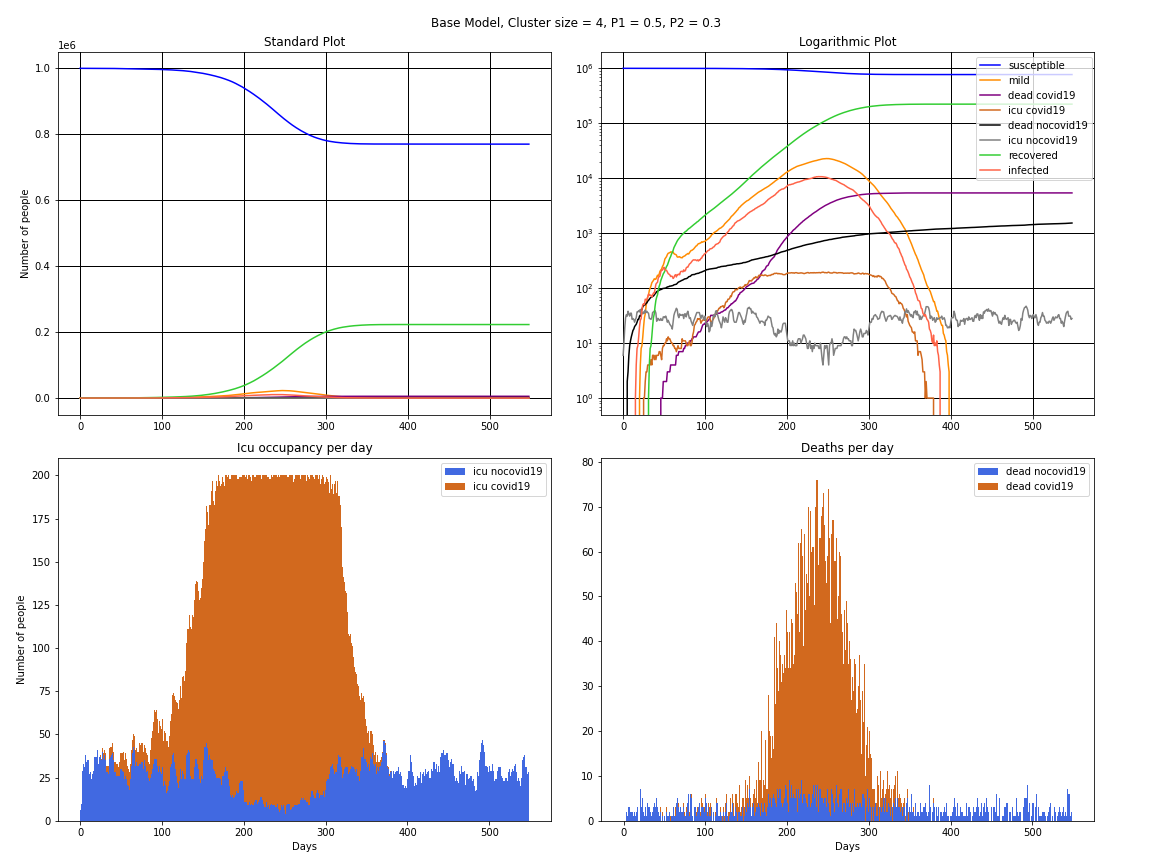 Base Model, Cluster size = 4, P1 = 0.5, P2 = 0.3
Standard Plot
1e6
1.0
0.8
0.6
0.4
0.2
0.0
Number of people
0 100 200 300 400 500
Logarithmic Plot
10^6
10^5
10^4
10^3
10^2
10^1
10^0
susceptible
mild
dead covid19
icu covid19
dead nocovid19
icu nocovid19
recovered
infected
0 100 200 300 400 500
Icu occupancy per day
200
175
150
125
100
75
50
25
0
Number of people
icu nocovid19
icu covid19
0 100 200 300 400 500
Days
Deaths per day
80
70
60
50
40
30
20
10
0
dead nocovid19
dead covid19
0 100 200 300 400 500
Days